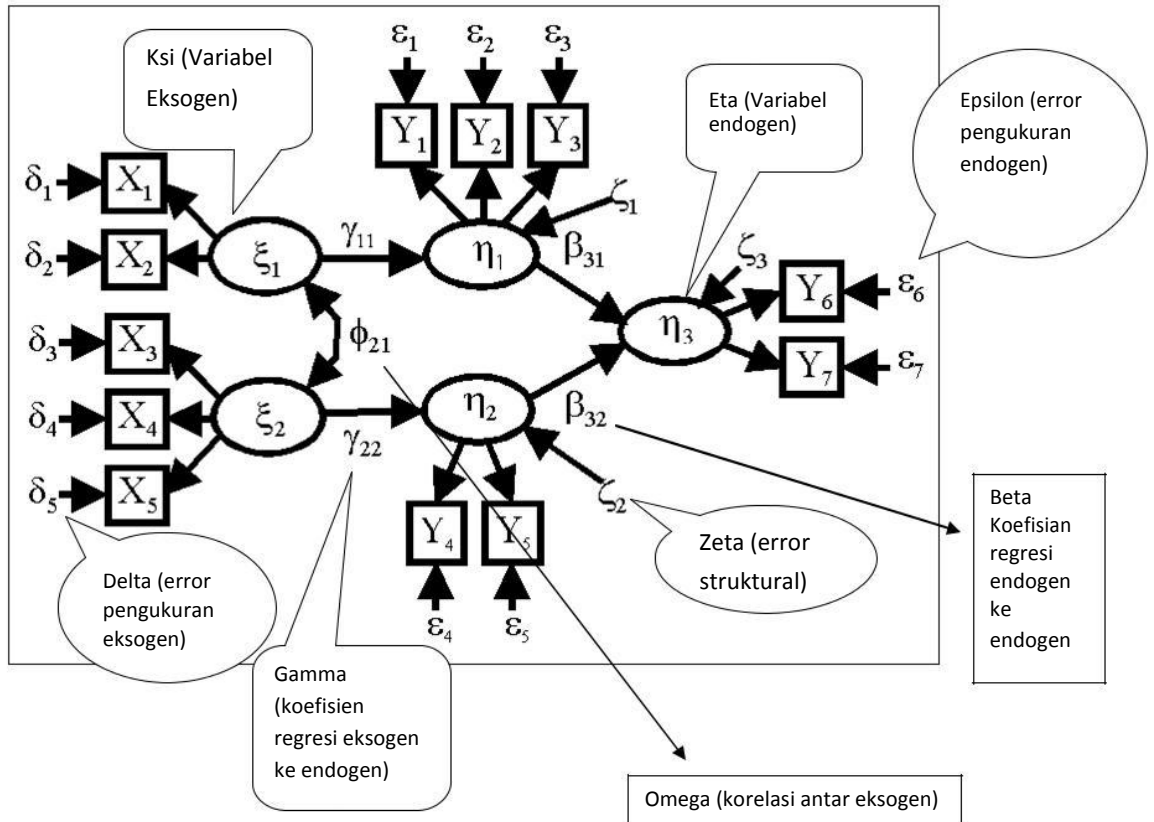 Ksi (Variabel
Eksogen)
ε₁ ε₂ ε₃
Y₁ Y₂ Y₃
Eta (Variabel
endogen)
Epsilon (error
pengukuran
endogen)
δ₁ X₁
δ₂ X₂
ξ₁
γ₁₁
η₁
ζ₁
β₃₁
ζ₃
Y₆ ε₆
η₃
Y₇ ε₇
δ₃ X₃
ϕ₂₁
δ₄ X₄
ξ₂
γ₂₂
η₂
β₃₂
δ₅ X₅
ζ₂
Y₄ Y₅
ε₄ ε₅
Zeta (error
struktural)
Beta
Koefisian
regresi
endogen
ke
endogen
Delta (error
pengukuran
eksogen)
Gamma
(koefisien
regresi eksogen
ke endogen)
Omega (korelasi antar eksogen)